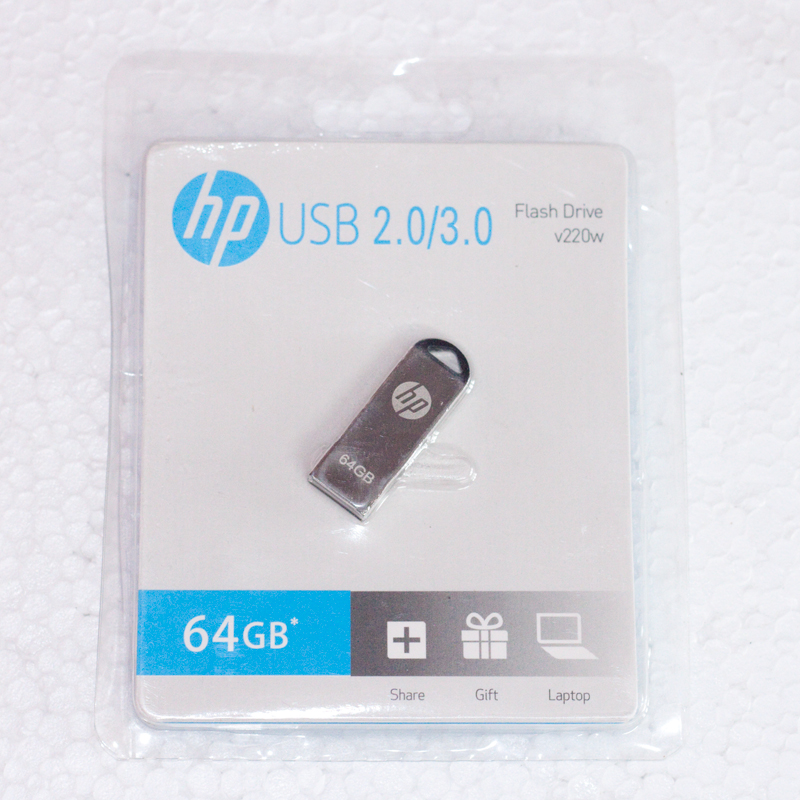 hp USB 2.0/3.0
Flash Drive
v220w
hp
64GB
64GB*
Share Gift Laptop